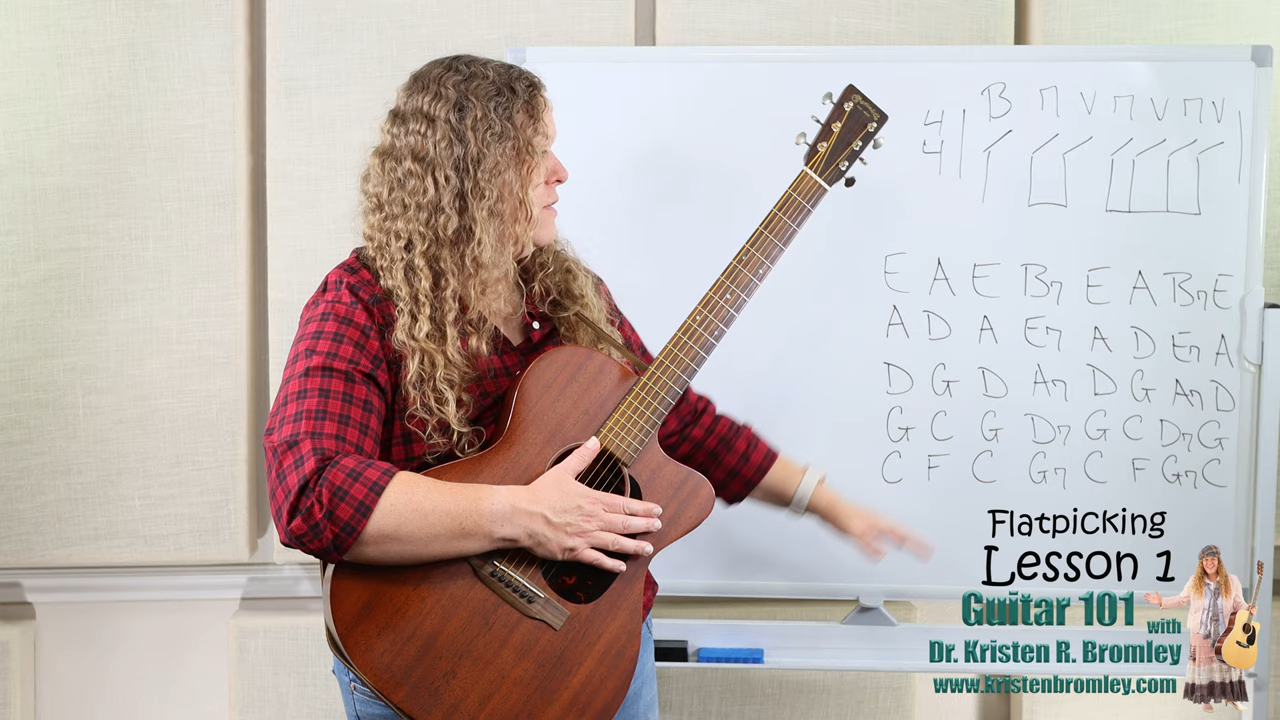 B ⊓ V ⊓ V ⊓ V
4/4
E A E B7 E A B7 E
A D A E7 A D E7 A
D G D A7 D G A7 D
G C G D7 G C D7 G
C F C G7 C F G7 C
Flatpicking
Lesson 1
Guitar 101 with
Dr. Kristen R. Bromley
www.kristenbromley.com